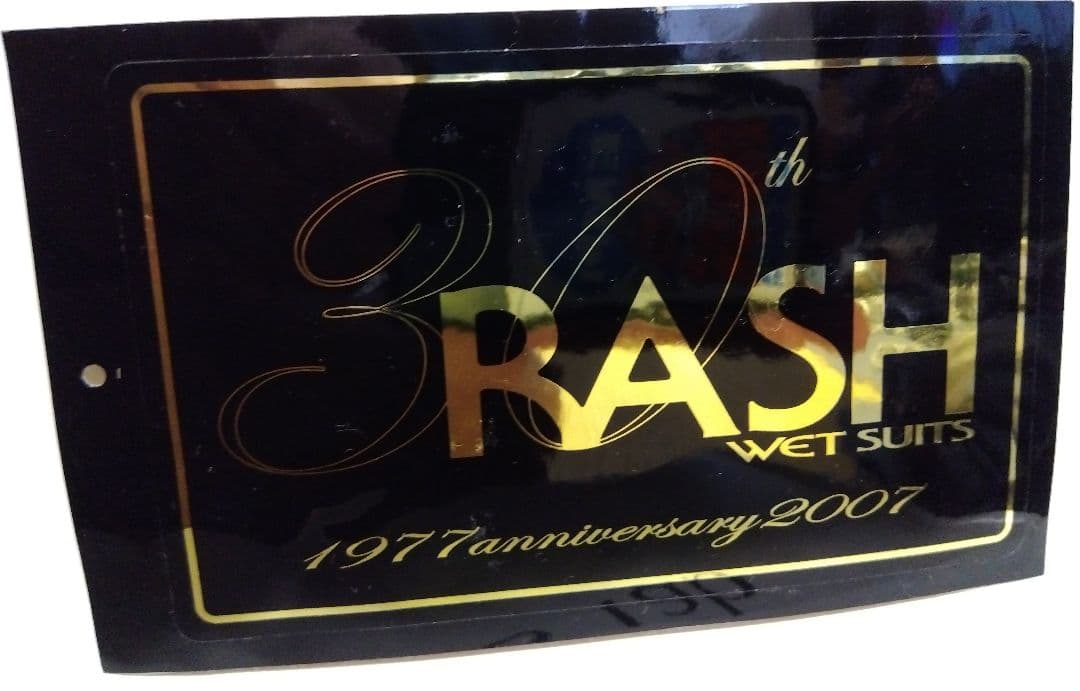 30th
RASH
WET SUITS
1977anniversary2007